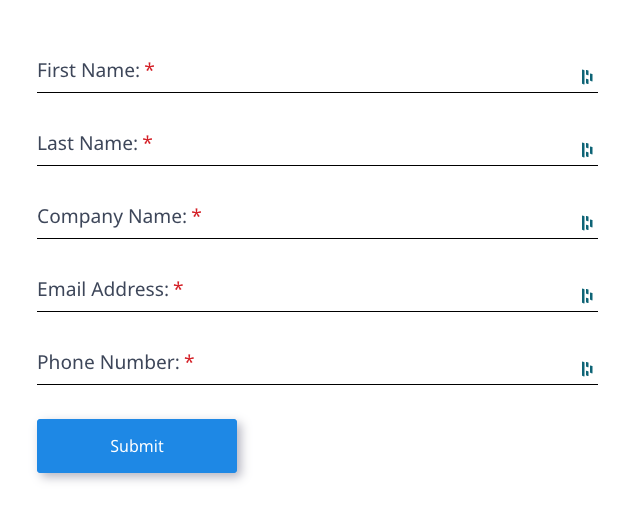 First Name: *
Last Name: *
Company Name: *
Email Address: *
Phone Number: *
Submit